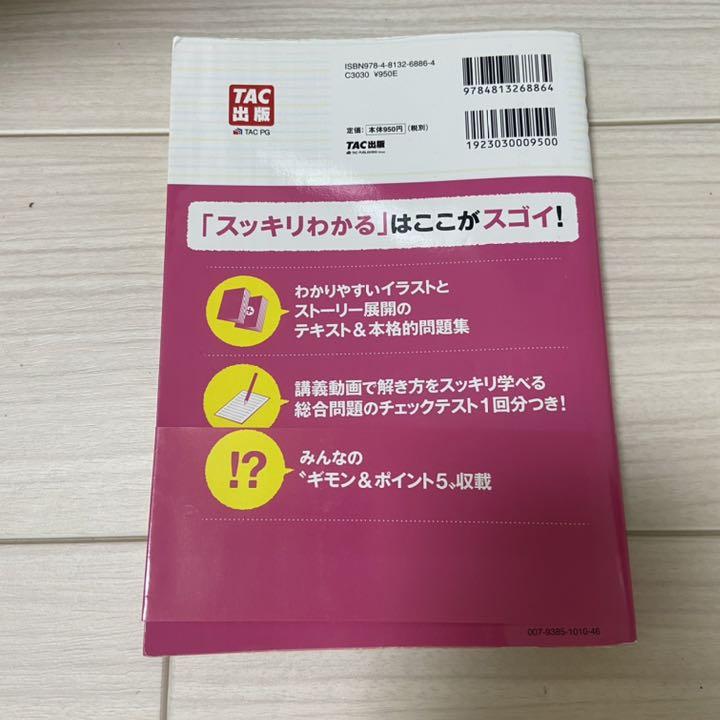 ISBN978-4-8132-6886-4
C3030 ¥950E
9784813268864
TAC
出版
TAC PG
定価： 本体950円 （税別）
TAC出版
TAC PUBLISHING Group
1923030009500
「スッキリわかる」はここがスゴイ！
わかりやすいイラストと
ストーリー展開の
テキスト＆本格的問題集
講義動画で解き方をスッキリ学べる
総合問題のチェックテスト1回分つき！
!?
みんなの
〝ギモン＆ポイント5〟収載
007-9385-1010-46